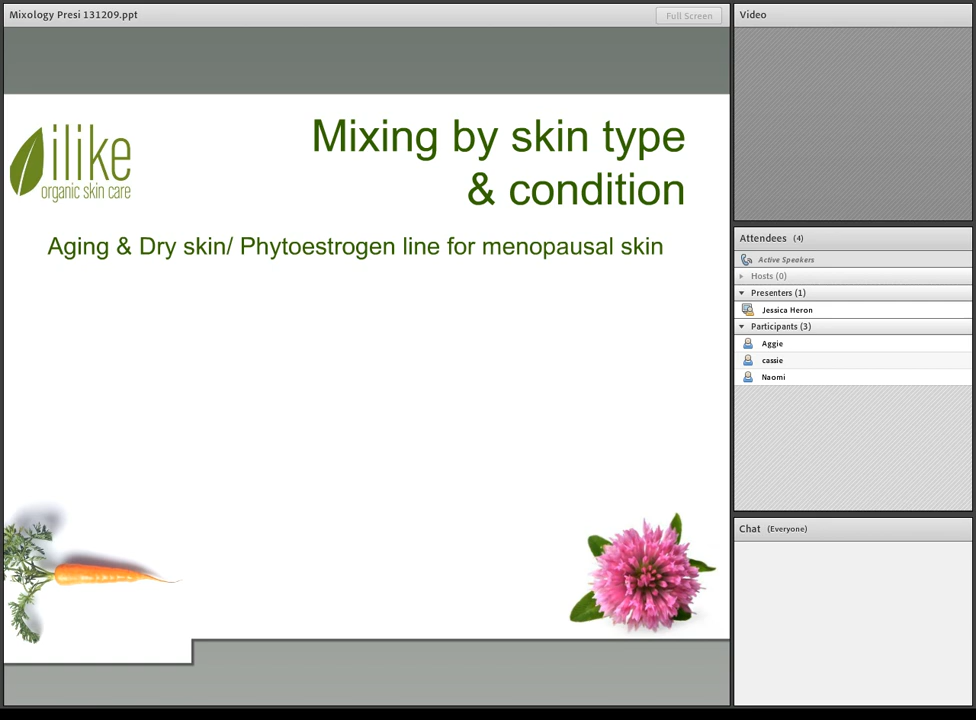 Mixology Presi 131209.ppt
Full Screen
ilike
organic skin care
Mixing by skin type
& condition
Aging & Dry skin/ Phytoestrogen line for menopausal skin
Video
Attendees (4)
Active Speakers
Hosts (0)
Presenters (1)
Jessica Heron
Participants (3)
Aggie
cassie
Naomi
Chat (Everyone)